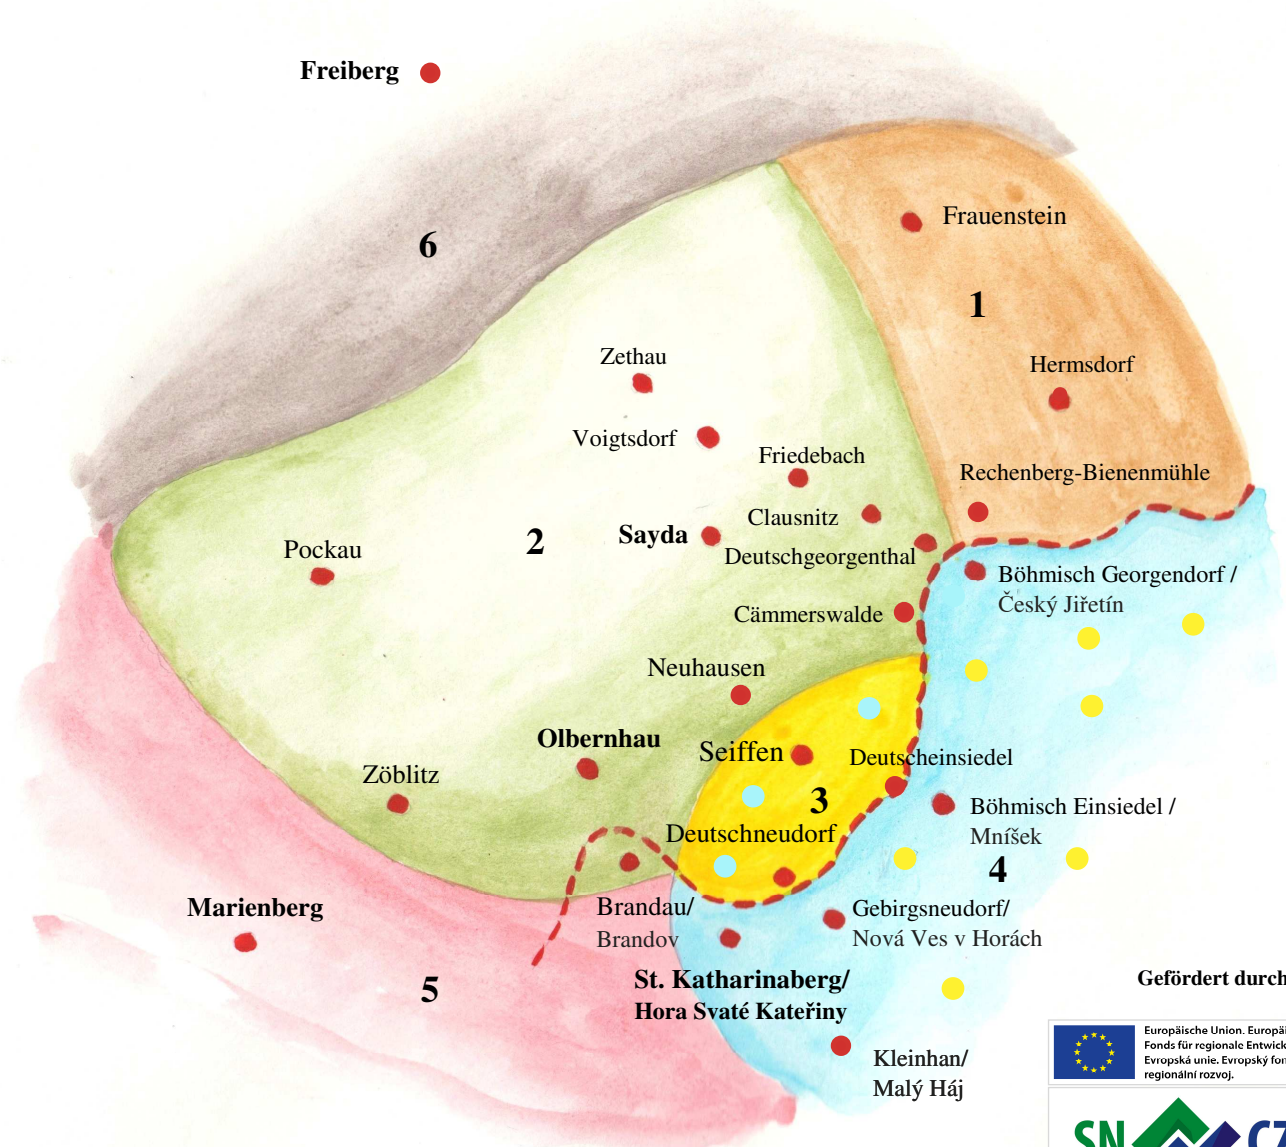 Freiberg
Frauenstein
6
1
Zethau
Hermsdorf
Voigtsdorf
Friedebach
Rechenberg-Bienenmühle
Clausnitz
2
Sayda
Pockau
Deutschgeorgenthal
Böhmisch Georgendorf /
Český Jiřetín
Cämmerswalde
Neuhausen
Olbernhau
Seiffen
Deutscheinsiedel
Zöblitz
3
Böhmisch Einsiedel /
Mníšek
Deutschneudorf
4
Marienberg
Brandau/
Brandov
Gebirgsneudorf/
Nová Ves v Horách
St. Katharinaberg/
Hora Svaté Kateřiny
5
Gefördert durch
Kleinhan/
Malý Háj
Europäische Union. Europäi
Fonds für regionale Entwick
Evropská unie. Evropský fon
regionální rozvoj.
SN CZ